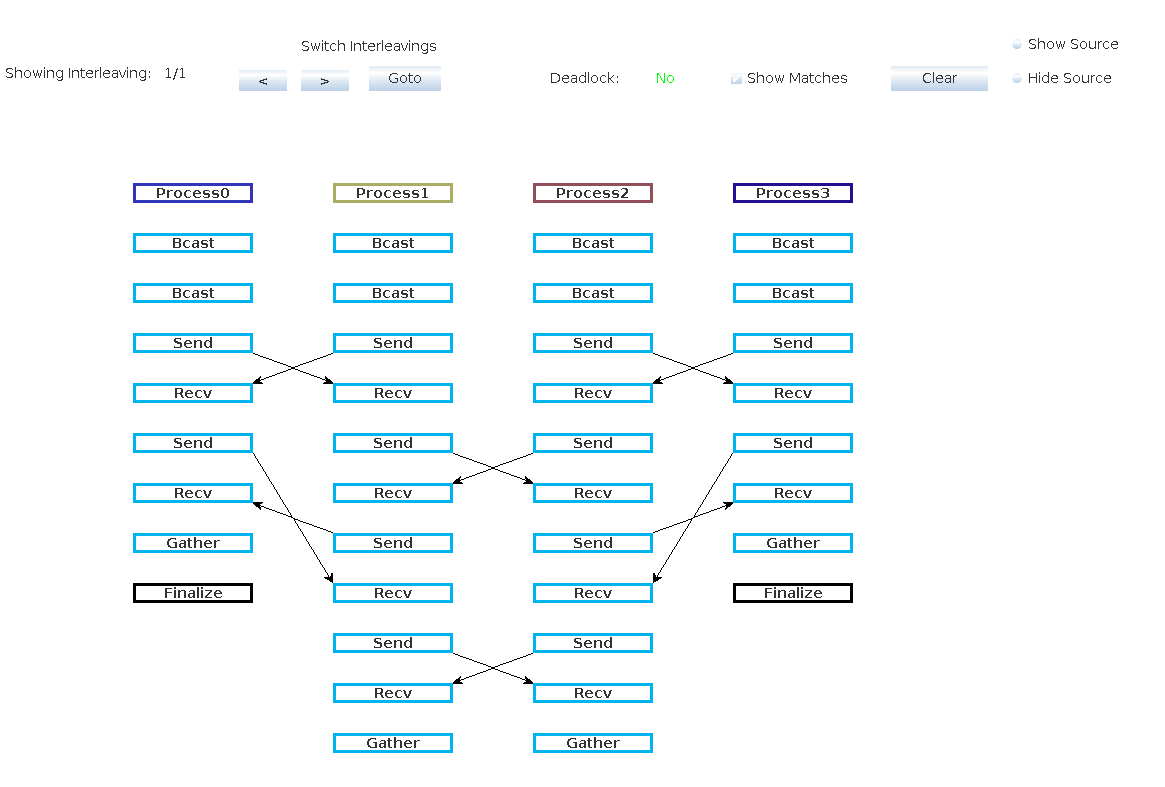 Switch Interleavings
Show Source
Showing Interleaving: 1/1
< > Goto
Deadlock: No
Show Matches
Clear
Hide Source
Process0 Process1 Process2 Process3
Bcast Bcast Bcast Bcast
Bcast Bcast Bcast Bcast
Send Send Send Send
Recv Recv Recv Recv
Send Send Send Send
Recv Recv Recv Recv
Gather Send Send Gather
Finalize Recv Recv Finalize
Send Send
Recv Recv
Gather Gather